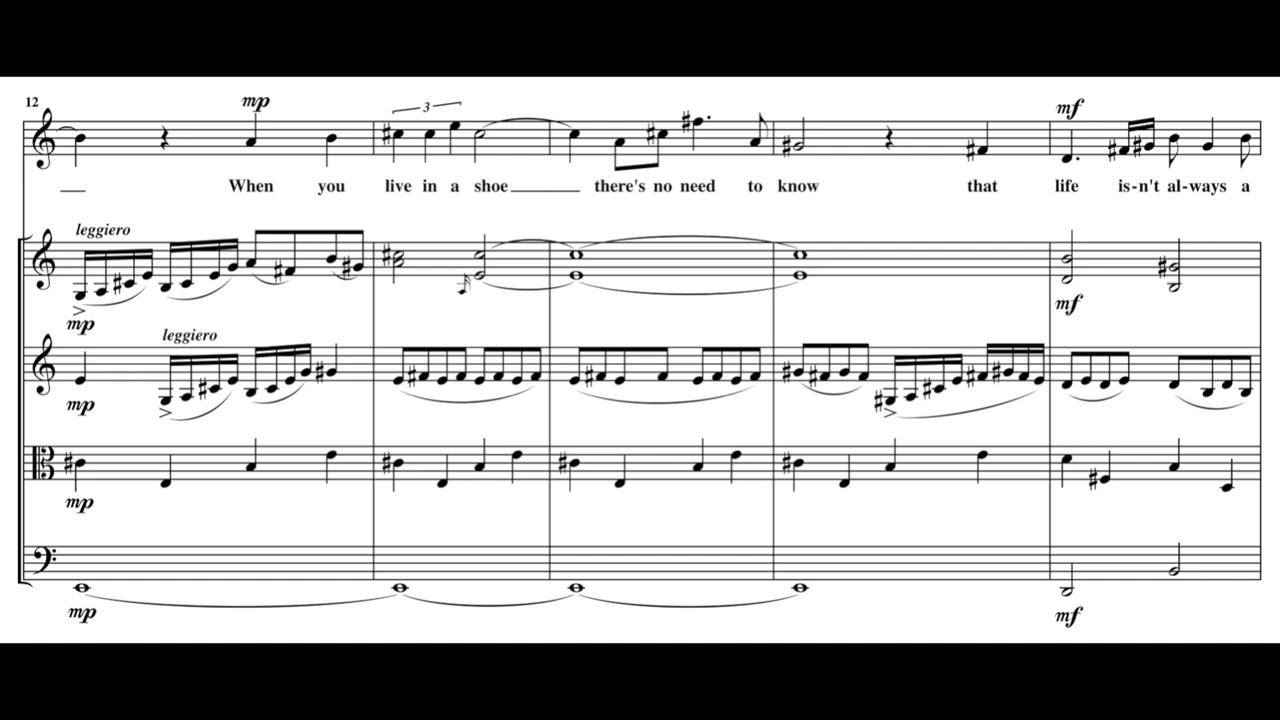 12
mp
3
mf
When you live in a shoe there's no need to know that life is-n't al-ways a
leggiero
mp
mf
leggiero
mp
mp
mp
mf